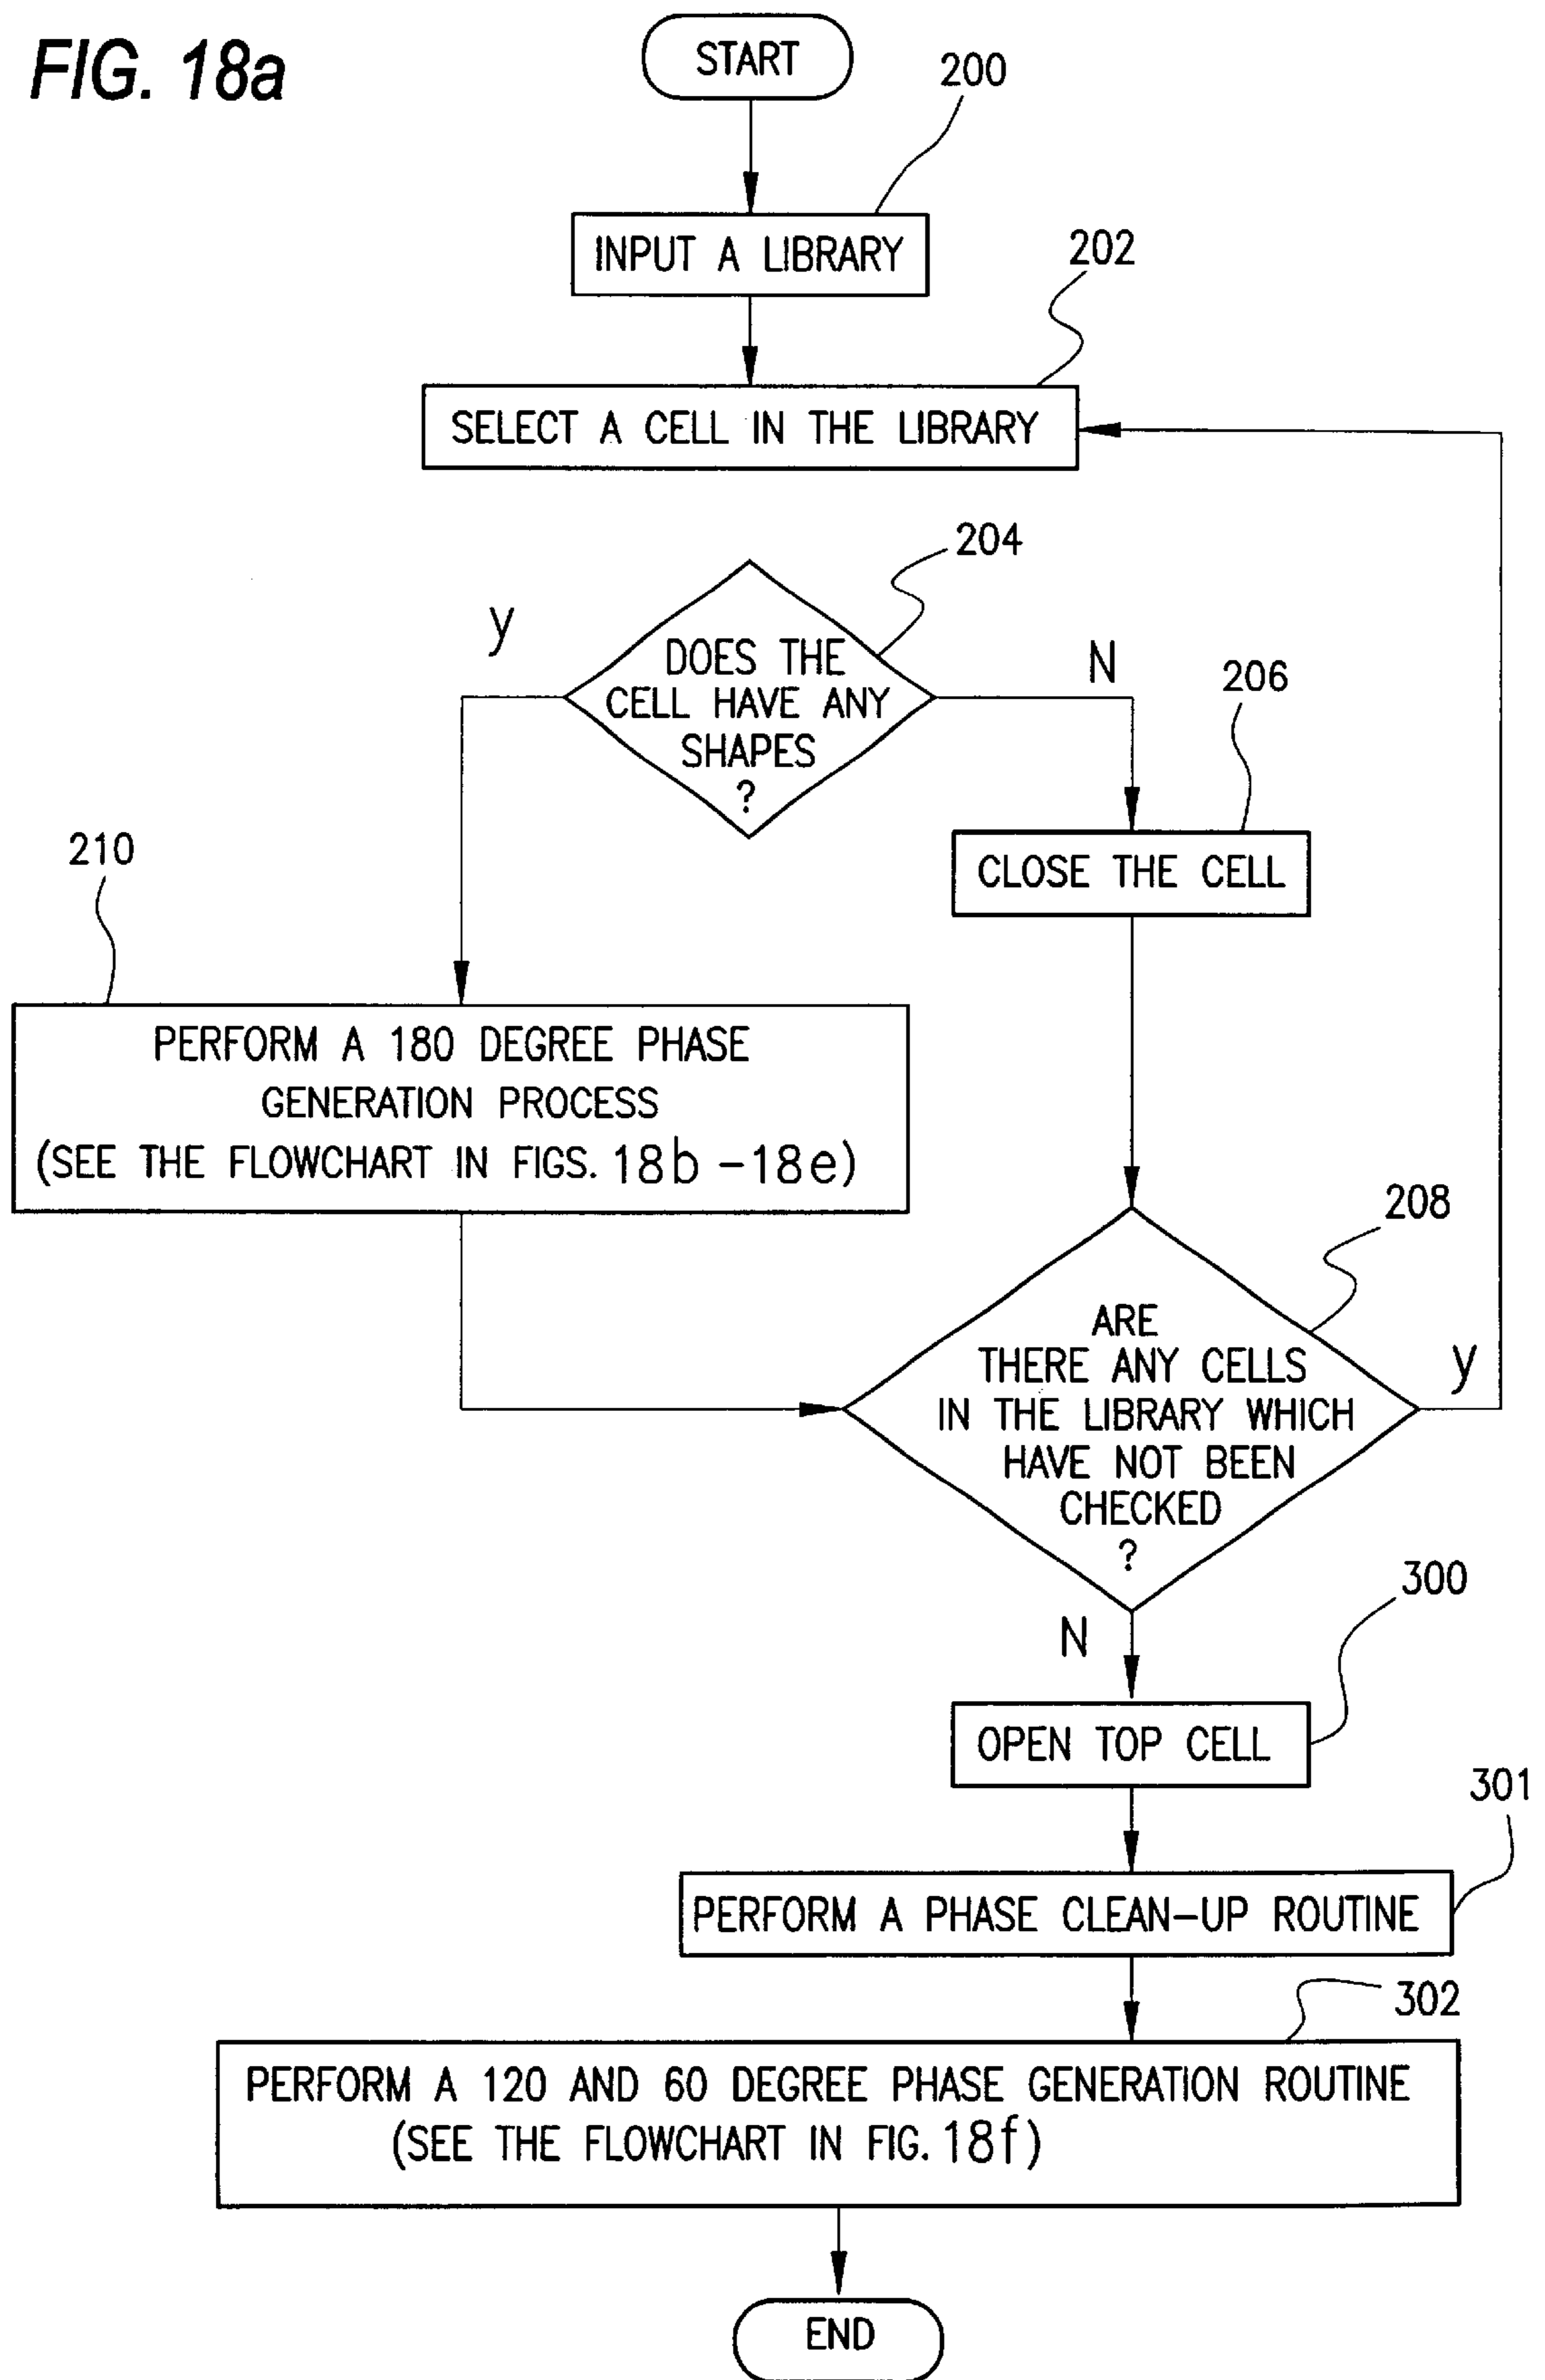 FIG. 18a
START
200
INPUT A LIBRARY
202
SELECT A CELL IN THE LIBRARY
204
y
DOES THE
CELL HAVE ANY
SHAPES
?
N
206
CLOSE THE CELL
210
PERFORM A 180 DEGREE PHASE
GENERATION PROCESS
(SEE THE FLOWCHART IN FIGS. 18b -18e)
208
ARE
THERE ANY CELLS
IN THE LIBRARY WHICH
HAVE NOT BEEN
CHECKED
?
y
N
300
OPEN TOP CELL
301
PERFORM A PHASE CLEAN-UP ROUTINE
302
PERFORM A 120 AND 60 DEGREE PHASE GENERATION ROUTINE
(SEE THE FLOWCHART IN FIG. 18f)
END